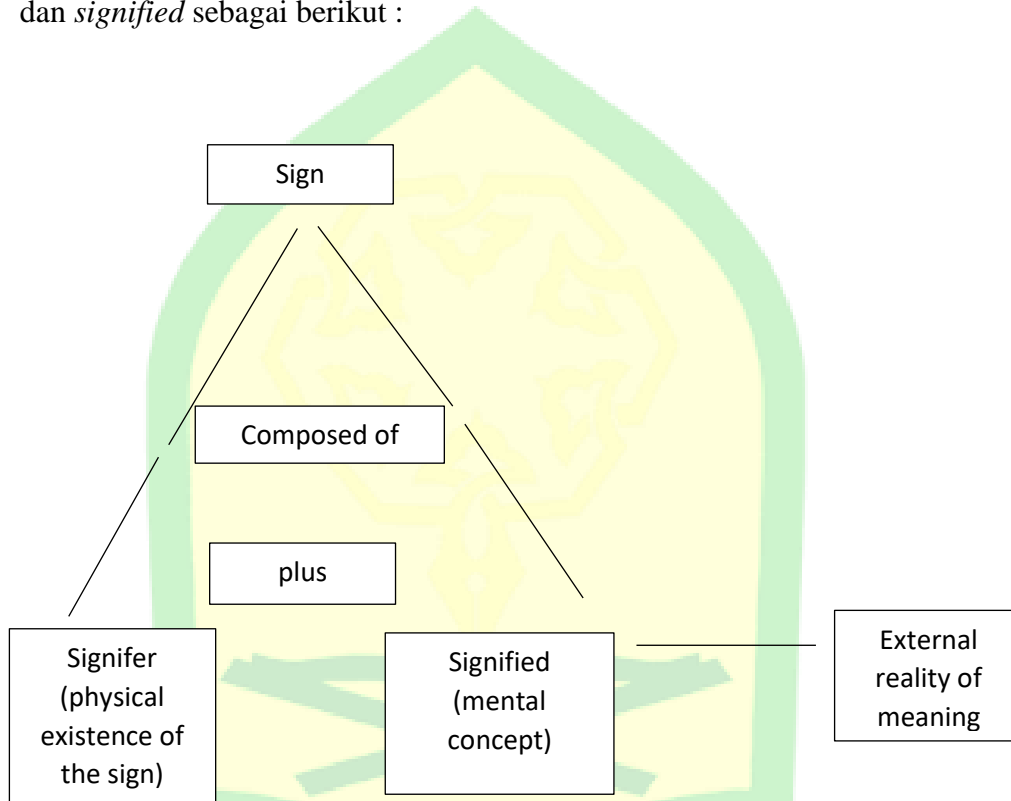 dan signified sebagai berikut :
Sign
Composed of
plus
Signifer
(physical
existence of
the sign)
Signified
(mental
concept)
External
reality of
meaning